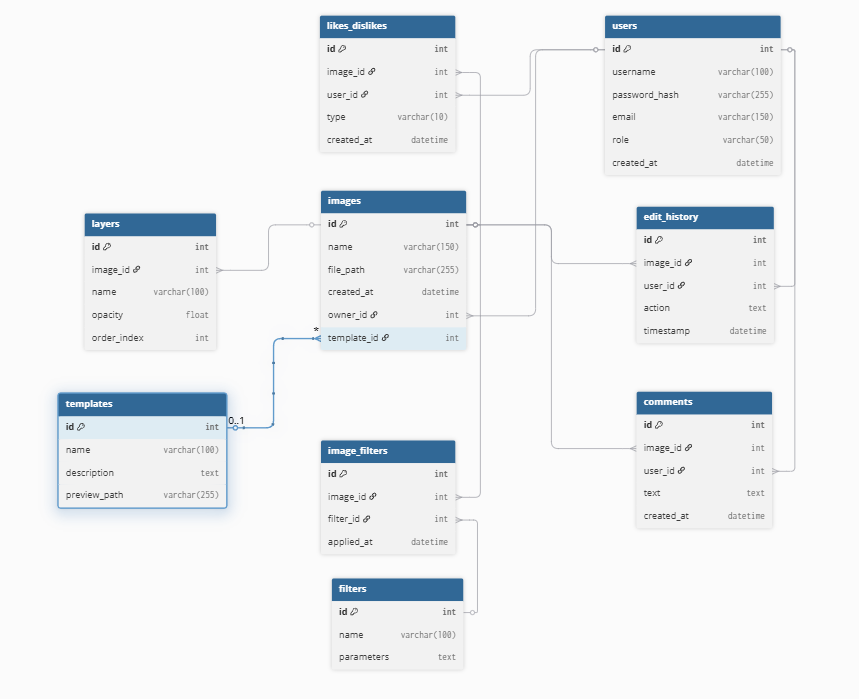 likes_dislikes
id int
image_id int
user_id int
type varchar(10)
created_at datetime
users
id int
username varchar(100)
password_hash varchar(255)
email varchar(150)
role varchar(50)
created_at datetime
images
id int
name varchar(150)
file_path varchar(255)
created_at datetime
owner_id int
template_id int
layers
id int
image_id int
name varchar(100)
opacity float
order_index int
edit_history
id int
image_id int
user_id int
action text
timestamp datetime
*
0..1
templates
id int
name varchar(100)
description text
preview_path varchar(255)
comments
id int
image_id int
user_id int
text text
created_at datetime
image_filters
id int
image_id int
filter_id int
applied_at datetime
filters
id int
name varchar(100)
parameters text